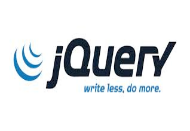 jQuery
write less, do more.